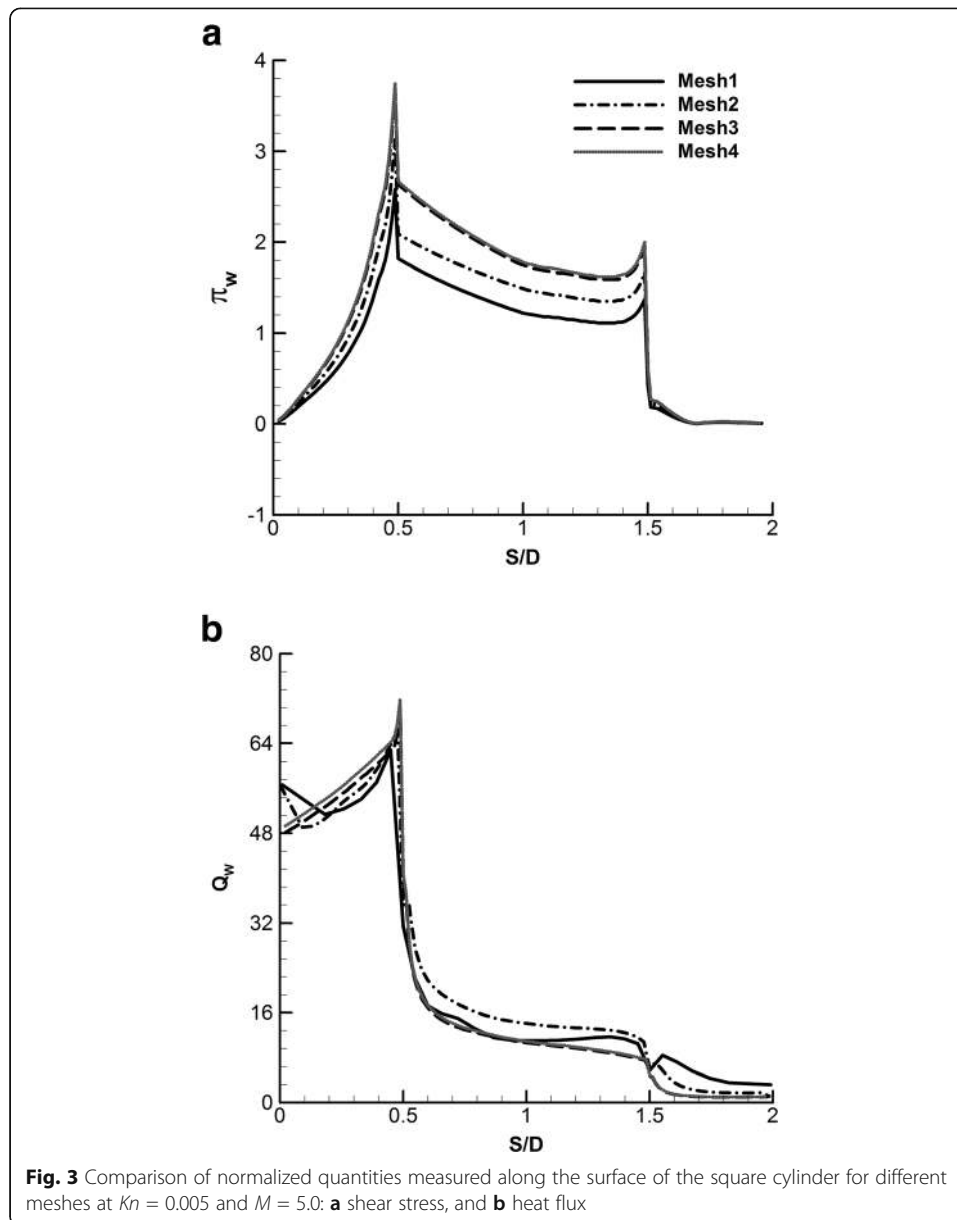 a
4
3
2
1
0
-1
π_w
Mesh1
Mesh2
Mesh3
Mesh4
0
0.5
1
1.5
2
S/D
b
80
64
48
32
16
0
Q_w
0
0.5
1
1.5
2
S/D
Fig. 3 Comparison of normalized quantities measured along the surface of the square cylinder for different
meshes at Kn = 0.005 and M = 5.0: a shear stress, and b heat flux